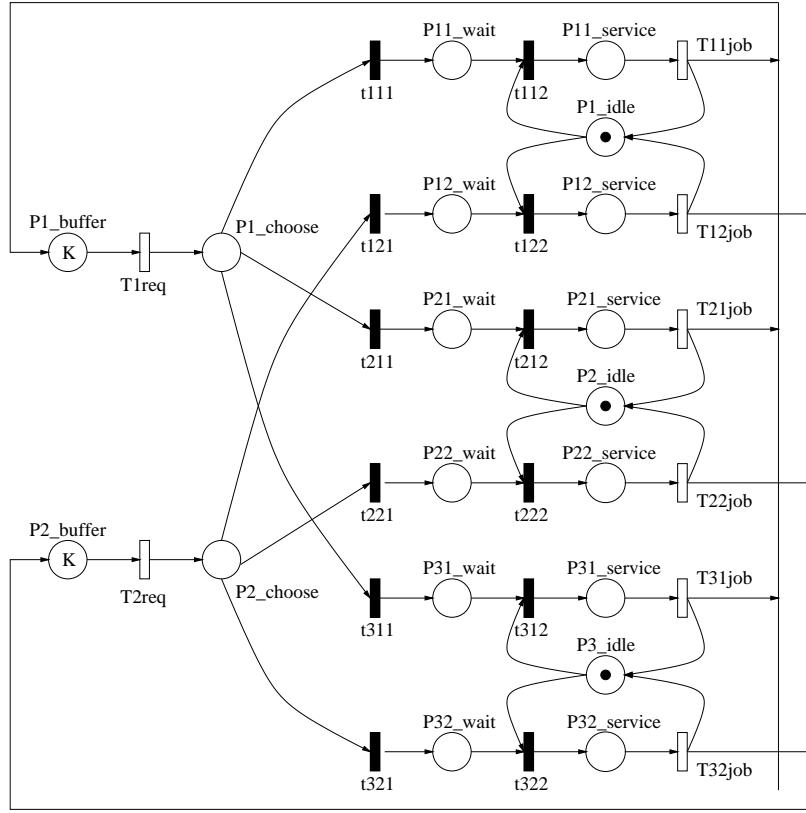 P11_wait P11_service T11job
t111 t112
P1_idle
P12_wait P12_service
P1_buffer P1_choose
K
T1req
t121 t122 T12job
P21_wait P21_service T21job
t211 t212
P2_idle
P22_wait P22_service
t221 t222 T22job
P2_buffer
K
T2req P2_choose
P31_wait P31_service T31job
t311 t312
P3_idle
P32_wait P32_service
t321 t322 T32job